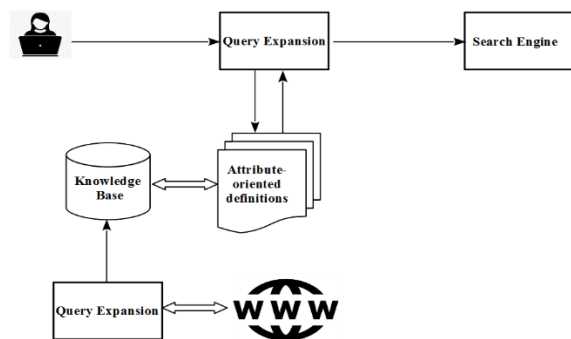 Query Expansion
Search Engine
Attribute-
oriented
definitions
Knowledge
Base
Query Expansion
WWW